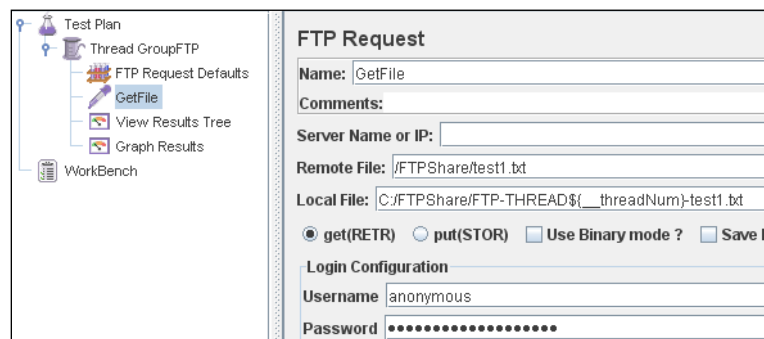 Test Plan
Thread GroupFTP
FTP Request Defaults
GetFile
View Results Tree
Graph Results
WorkBench
FTP Request
Name: GetFile
Comments:
Server Name or IP:
Remote File: /FTPShare/test1.txt
Local File: C:/FTPShare/FTP-THREAD${__threadNum}-test1.txt
get(RETR) put(STOR) Use Binary mode ? Save
Login Configuration
Username anonymous
Password •••••••••••••••••••